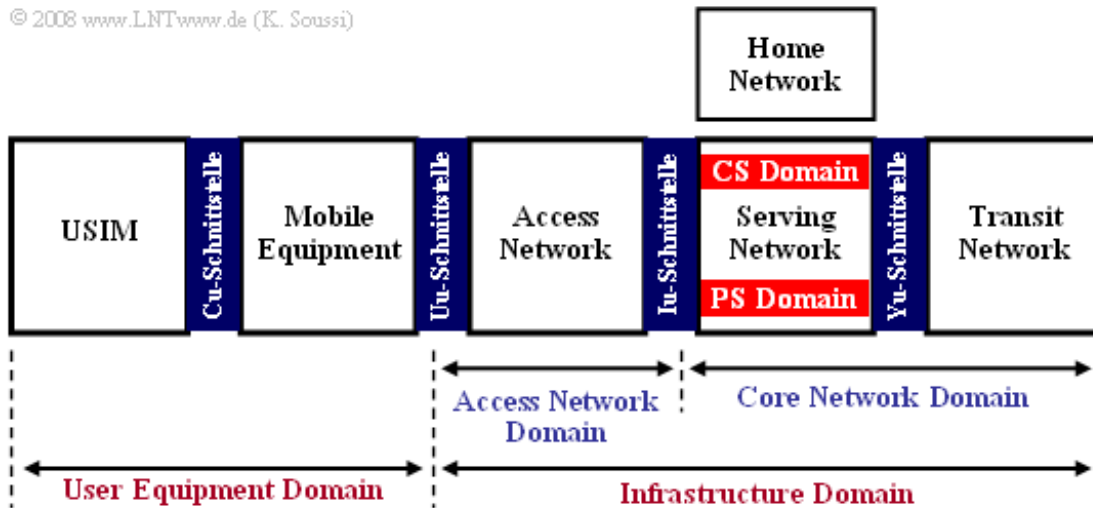 © 2008 www.LNTwww.de (K. Soussi)
Home
Network
USIM
Cu-Schnittstelle
Mobile
Equipment
Uu-Schnittstelle
Access
Network
Iu-Schnittstelle
CS Domain
Serving
Network
PS Domain
Yu-Schnittstelle
Transit
Network
Access Network
Domain
Core Network Domain
User Equipment Domain
Infrastructure Domain